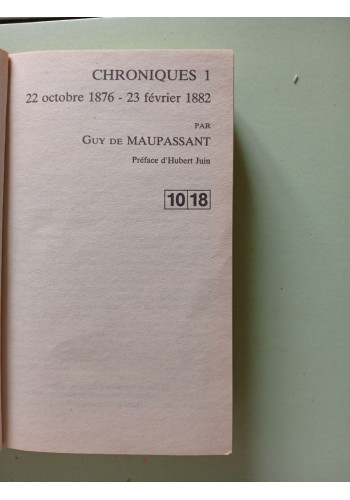 CHRONIQUES 1
22 octobre 1876 - 23 février 1882
PAR
GUY DE MAUPASSANT
Préface d'Hubert Juin
10 18